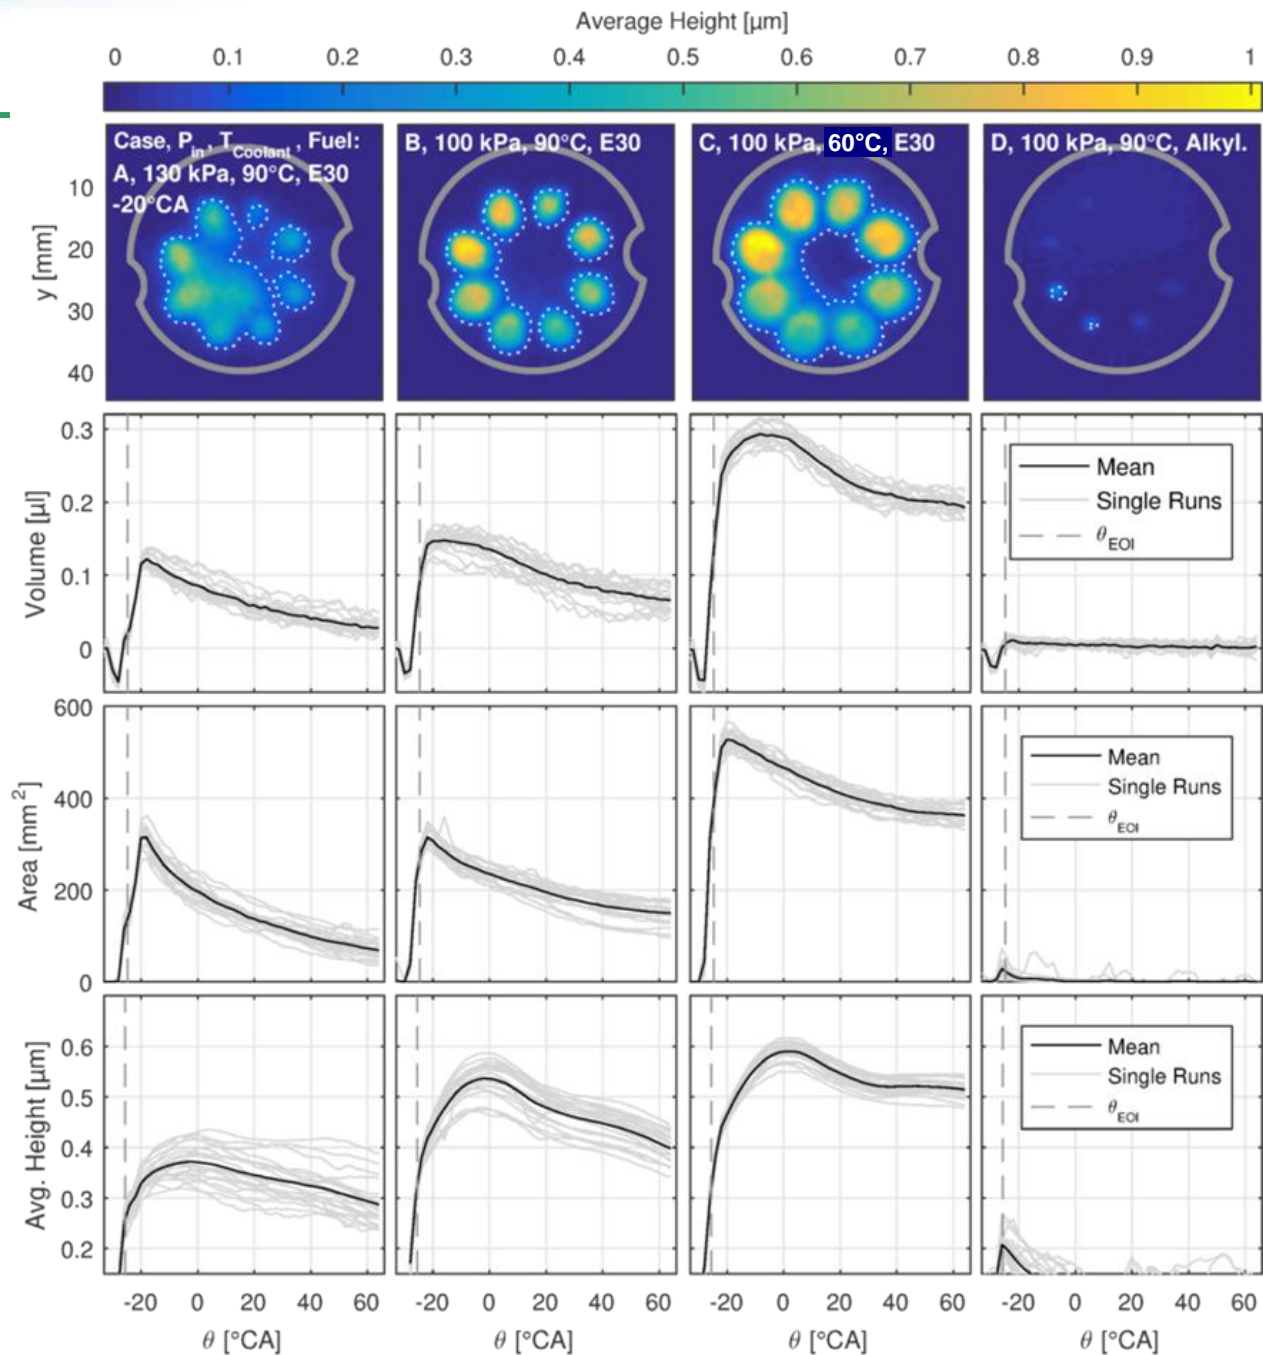 Average Height [µm]
0 0.1 0.2 0.3 0.4 0.5 0.6 0.7 0.8 0.9 1
Case, P_in, T_Coolant, Fuel:
A, 130 kPa, 90°C, E30
-20°CA
B, 100 kPa, 90°C, E30
C, 100 kPa, 60°C, E30
D, 100 kPa, 90°C, Alkyl.
y [mm]
10
20
30
40
Volume [µl]
0.3
0.2
0.1
0
Mean
Single Runs
θ_EOI
Area [mm²]
600
400
200
0
Mean
Single Runs
θ_EOI
Avg. Height [µm]
0.6
0.5
0.4
0.3
0.2
Mean
Single Runs
θ_EOI
-20 0 20 40 60 -20 0 20 40 60 -20 0 20 40 60 -20 0 20 40 60
θ [°CA] θ [°CA] θ [°CA] θ [°CA]